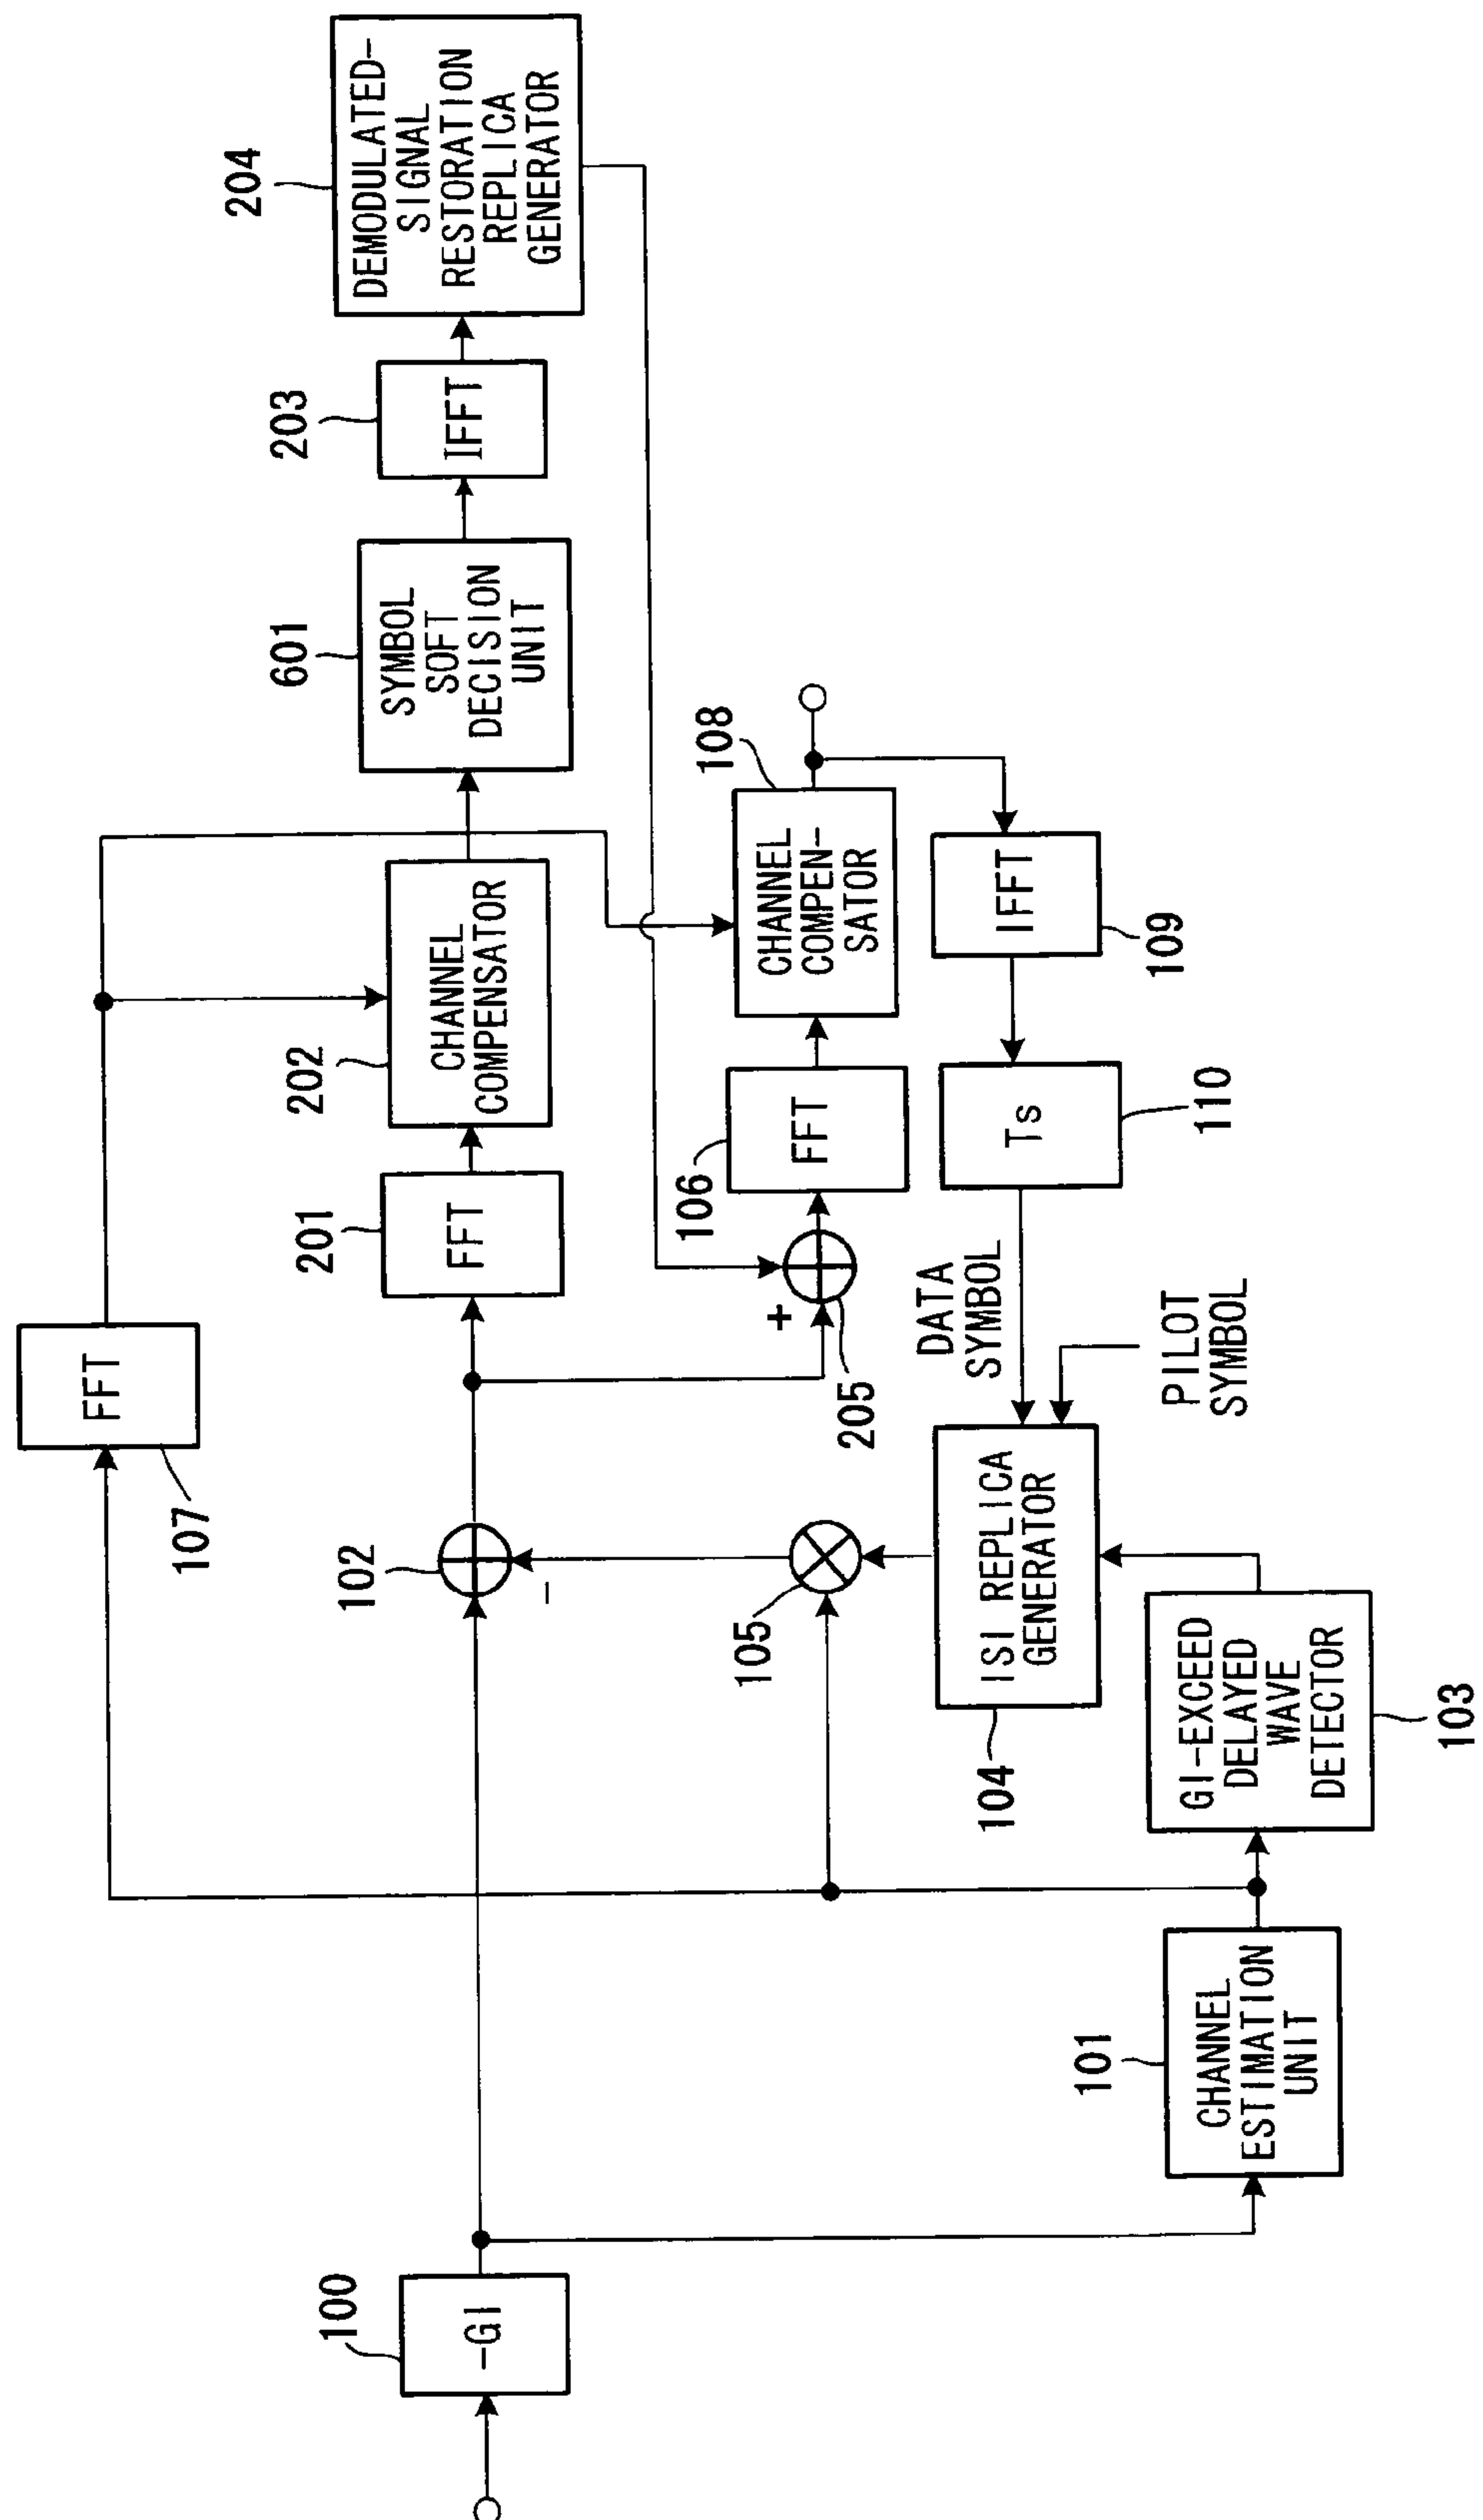 100
-GI
101
CHANNEL
ESTIMATION
UNIT
107
FFT
102
-
105
104
ISI REPLICA
GENERATOR
103
GI-EXCEED
DELAYED
WAVE
DETECTOR
201
FFT
202
CHANNEL
COMPENSATOR
601
SYMBOL
SOFT
DECISION
UNIT
203
IFFT
204
DEMODULATED-
SIGNAL
RESTORATION
REPLICA
GENERATOR
+
205
106
FFT
108
CHANNEL
COMPEN-
SATOR
109
IFFT
110
Ts
DATA
SYMBOL
PILOT
SYMBOL